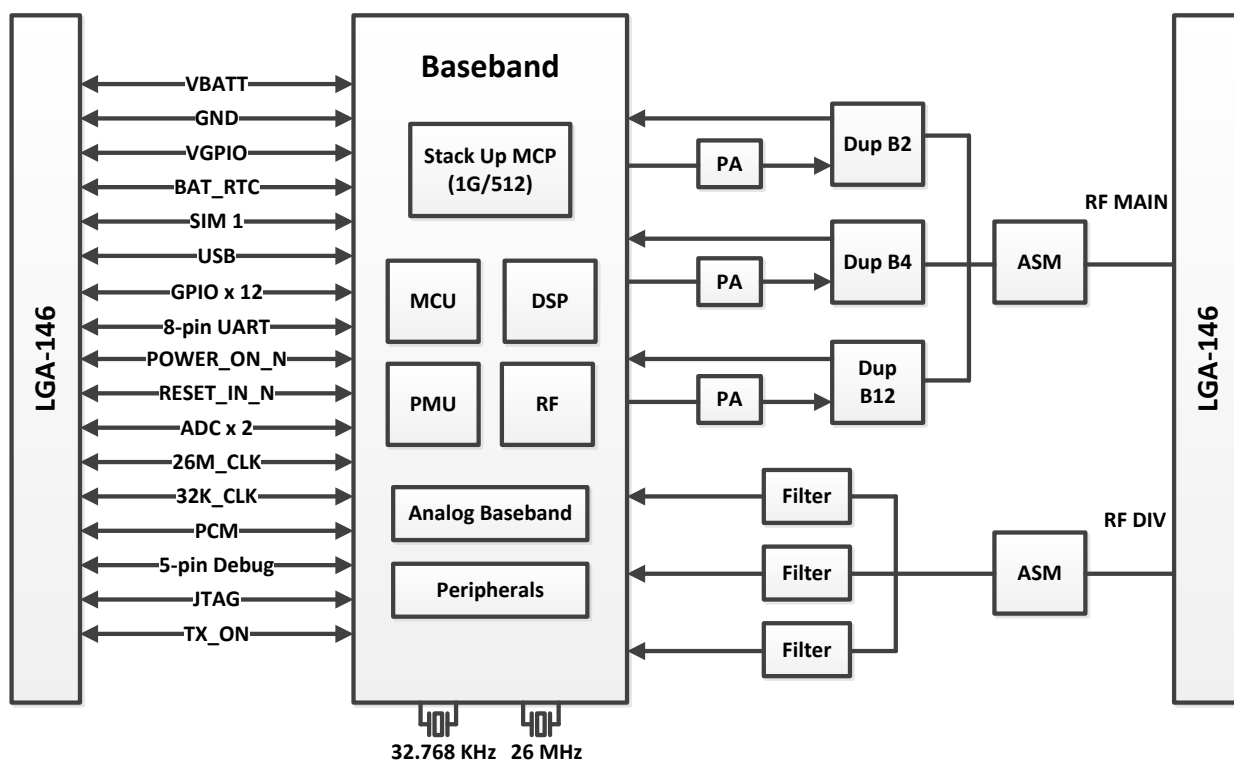 LGA-146
VBATT
GND
VGPIO
BAT_RTC
SIM 1
USB
GPIO x 12
8-pin UART
POWER_ON_N
RESET_IN_N
ADC x 2
26M_CLK
32K_CLK
PCM
5-pin Debug
JTAG
TX_ON
Baseband
Stack Up MCP
(1G/512)
MCU
DSP
PMU
RF
Analog Baseband
Peripherals
32.768 KHz
26 MHz
PA
Dup B2
PA
Dup B4
PA
Dup
B12
Filter
Filter
Filter
ASM
RF MAIN
ASM
RF DIV
LGA-146